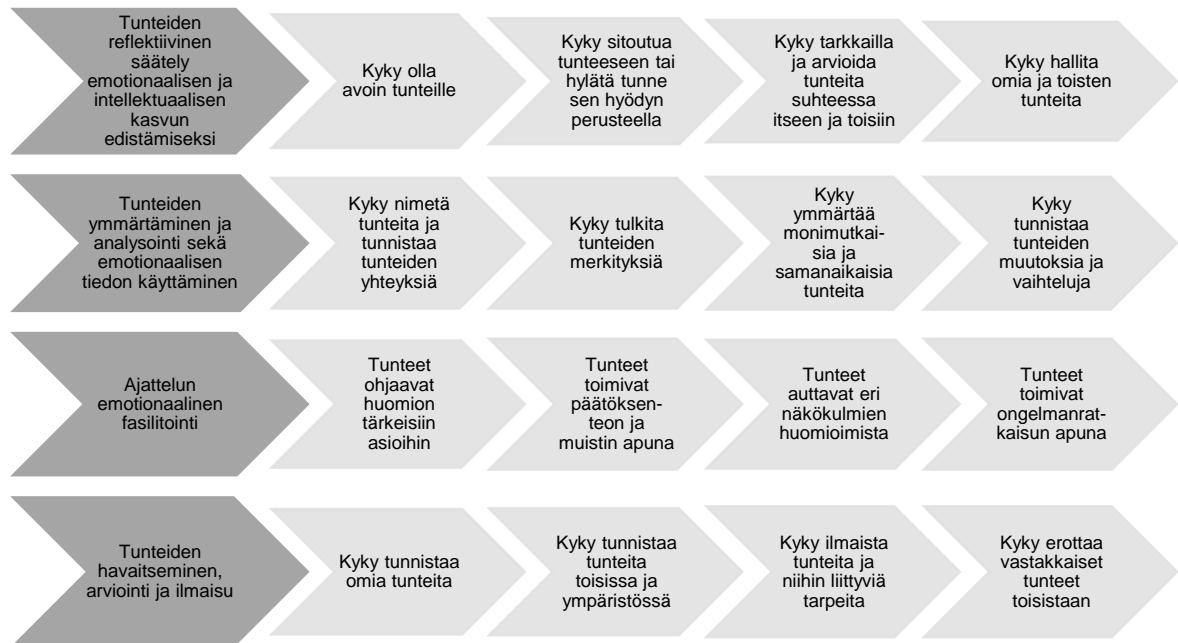 Tunteiden
reflektiivinen
säätely
emotionaalisen ja
intellektuaalisen
kasvun
edistämiseksi
Kyky olla
avoin tunteille
Kyky sitoutua
tunteeseen tai
hylätä tunne
sen hyödyn
perusteella
Kyky tarkkailla
ja arvioida
tunteita
suhteessa
itseen ja toisiin
Kyky hallita
omia ja toisten
tunteita
Tunteiden
ymmärtäminen ja
analysointi sekä
emotionaalisen
tiedon käyttäminen
Kyky nimetä
tunteita ja
tunnistaa
tunteiden
yhteyksiä
Kyky tulkita
tunteiden
merkityksiä
Kyky
ymmärtää
monimutkai-
sia ja
samanaikaisia
tunteita
Kyky
tunnistaa
tunteiden
muutoksia ja
vaihteluja
Ajattelun
emotionaalinen
fasilitointi
Tunteet
ohjaavat
huomion
tärkeisiin
asioihin
Tunteet
toimivat
päätöksen-
teon ja
muistin apuna
Tunteet
auttavat eri
näkökulmien
huomioimista
Tunteet
toimivat
ongelmanrat-
kaisun apuna
Tunteiden
havaitseminen,
arviointi ja ilmaisu
Kyky tunnistaa
omia tunteita
Kyky tunnistaa
tunteita
toisissa ja
ympäristössä
Kyky ilmaista
tunteita ja
niihin liittyviä
tarpeita
Kyky erottaa
vastakkaiset
tunteet
toisistaan